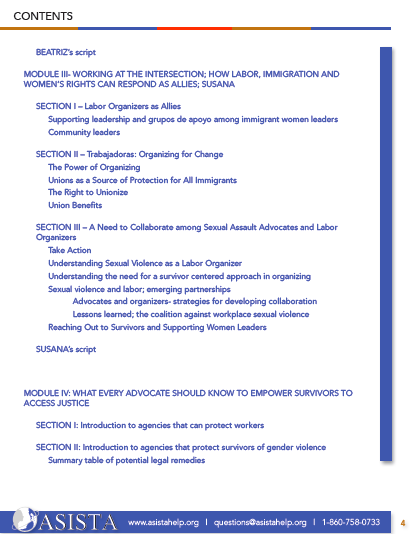 CONTENTS
BEATRIZ's script
MODULE III- WORKING AT THE INTERSECTION; HOW LABOR, IMMIGRATION AND
WOMEN'S RIGHTS CAN RESPOND AS ALLIES; SUSANA
SECTION I – Labor Organizers as Allies
Supporting leadership and grupos de apoyo among immigrant women leaders
Community leaders
SECTION II – Trabajadoras: Organizing for Change
The Power of Organizing
Unions as a Source of Protection for All Immigrants
The Right to Unionize
Union Benefits
SECTION III – A Need to Collaborate among Sexual Assault Advocates and Labor
Organizers
Take Action
Understanding Sexual Violence as a Labor Organizer
Understanding the need for a survivor centered approach in organizing
Sexual violence and labor; emerging partnerships
Advocates and organizers- strategies for developing collaboration
Lessons learned; the coalition against workplace sexual violence
Reaching Out to Survivors and Supporting Women Leaders
SUSANA's script
MODULE IV: WHAT EVERY ADVOCATE SHOULD KNOW TO EMPOWER SURVIVORS TO
ACCESS JUSTICE
SECTION I: Introduction to agencies that can protect workers
SECTION II: Introduction to agencies that protect survivors of gender violence
Summary table of potential legal remedies
ASISTA www.asistahelp.org | questions@asistahelp.org | 1-860-758-0733 4